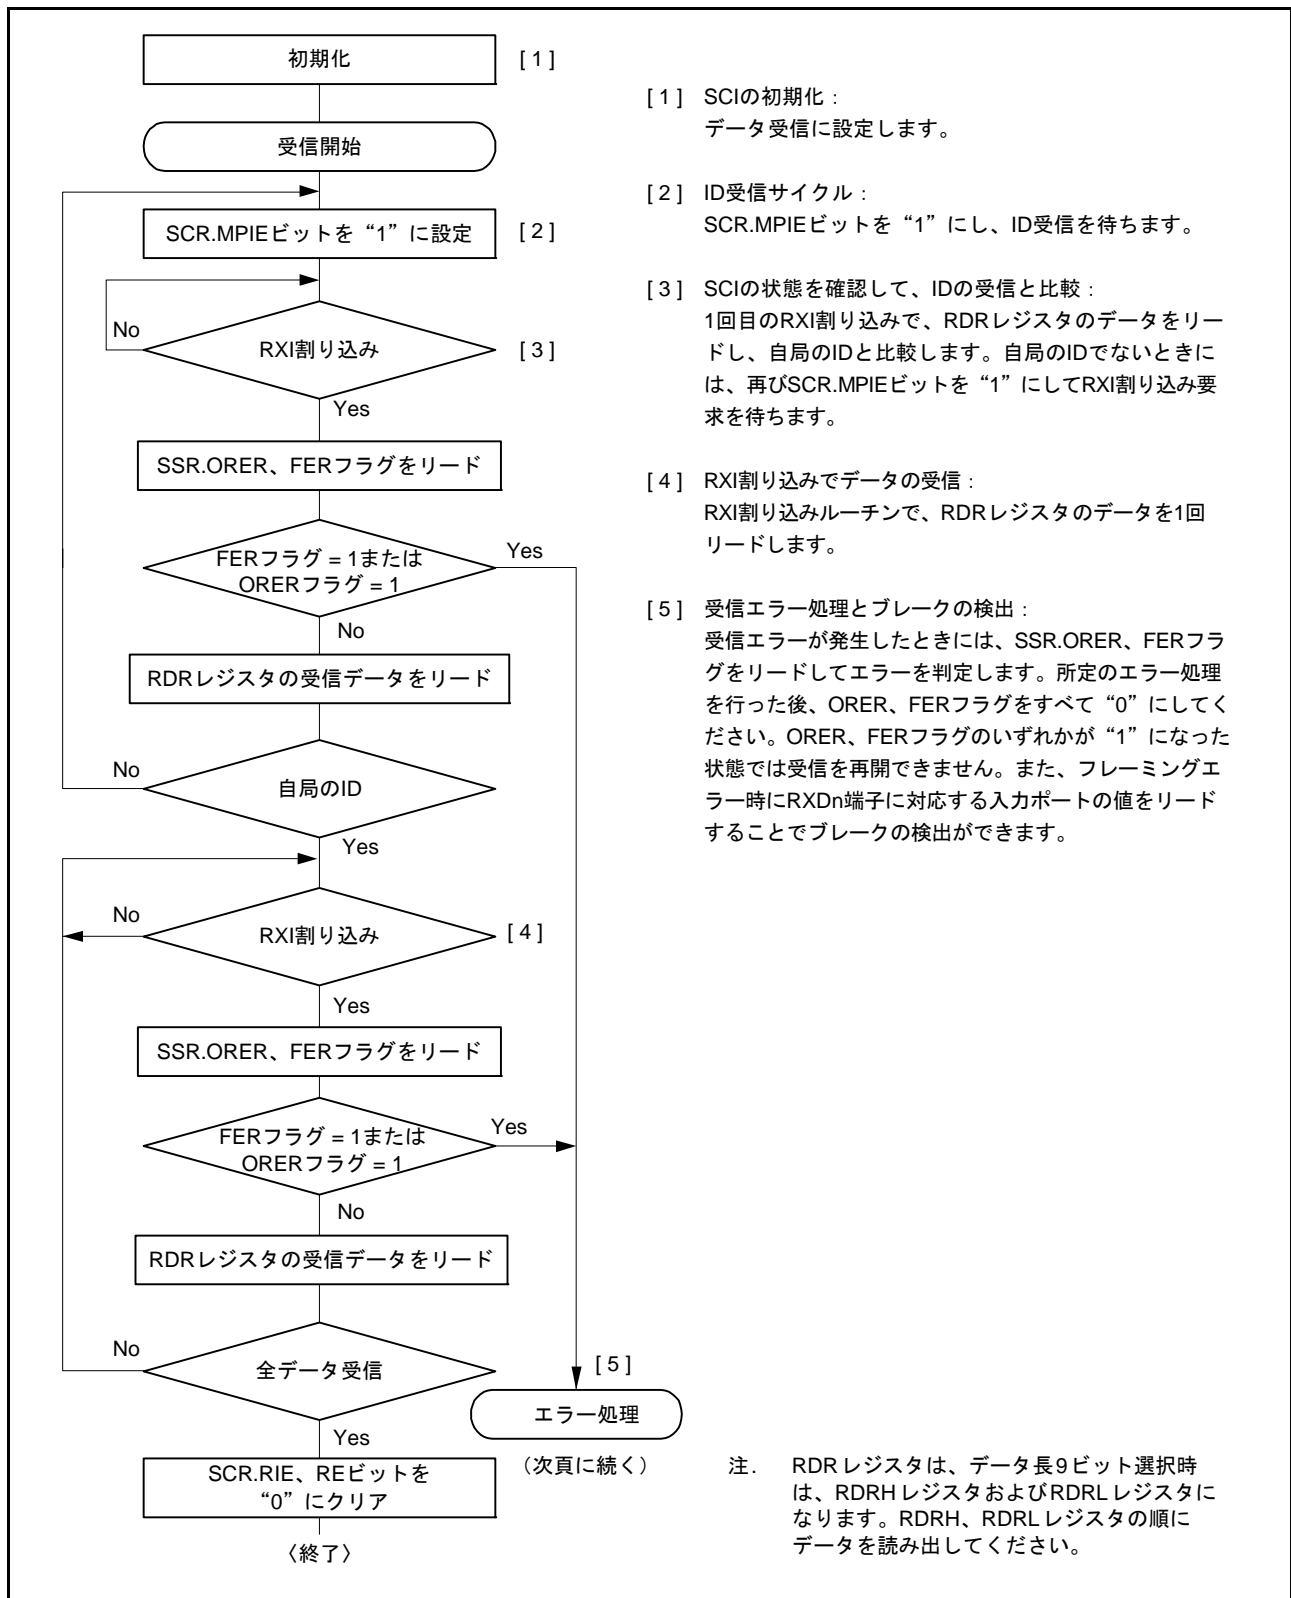 初期化
[ 1 ]
受信開始
SCR.MPIEビットを“1”に設定
[ 2 ]
No
RXI割り込み
[ 3 ]
Yes
SSR.ORER、FERフラグをリード
FERフラグ = 1または
ORERフラグ = 1
Yes
No
RDRレジスタの受信データをリード
No
自局のID
Yes
No
RXI割り込み
[ 4 ]
Yes
SSR.ORER、FERフラグをリード
FERフラグ = 1または
ORERフラグ = 1
Yes
No
RDRレジスタの受信データをリード
No
全データ受信
[ 5 ]
エラー処理
Yes
（次頁に続く）
SCR.RIE、REビットを
“0”にクリア
〈終了〉
[ 1 ] SCIの初期化：
データ受信に設定します。
[ 2 ] ID受信サイクル：
SCR.MPIEビットを“1”にし、ID受信を待ちます。
[ 3 ] SCIの状態を確認して、IDの受信と比較：
1回目のRXI割り込みで、RDRレジスタのデータをリー
ドし、自局のIDと比較します。自局のIDでないときに
は、再びSCR.MPIEビットを“1”にしてRXI割り込み要
求を待ちます。
[ 4 ] RXI割り込みでデータの受信：
RXI割り込みルーチンで、RDRレジスタのデータを1回
リードします。
[ 5 ] 受信エラー処理とブレークの検出：
受信エラーが発生したときには、SSR.ORER、FERフラ
グをリードしてエラーを判定します。所定のエラー処理
を行った後、ORER、FERフラグをすべて“0”にしてく
ださい。ORER、FERフラグのいずれかが“1”になった
状態では受信を再開できません。また、フレーミングエ
ラー時にRXDn端子に対応する入力ポートの値をリード
することでブレークの検出ができます。
注. RDRレジスタは、データ長9ビット選択時
は、RDRHレジスタおよびRDRLレジスタに
なります。RDRH、RDRLレジスタの順に
データを読み出してください。